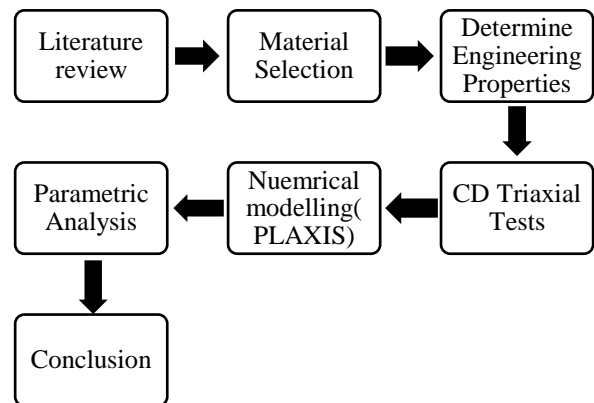 Literature
review
Material
Selection
Determine
Engineering
Properties
CD Triaxial
Tests
Nuemrical
modelling(
PLAXIS)
Parametric
Analysis
Conclusion